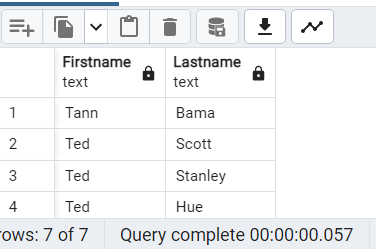 Firstname Lastname
text text
1 Tann Bama
2 Ted Scott
3 Ted Stanley
4 Ted Hue
rows: 7 of 7 Query complete 00:00:00.057